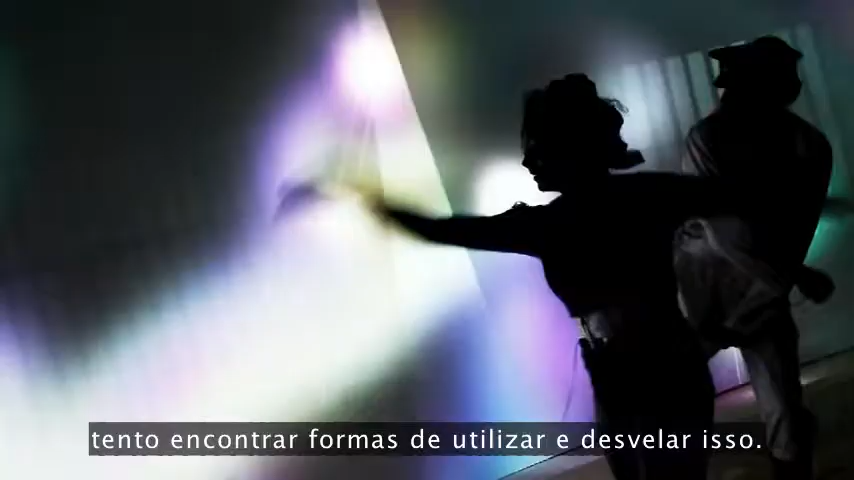 tento encontrar formas de utilizar e desvelar isso.